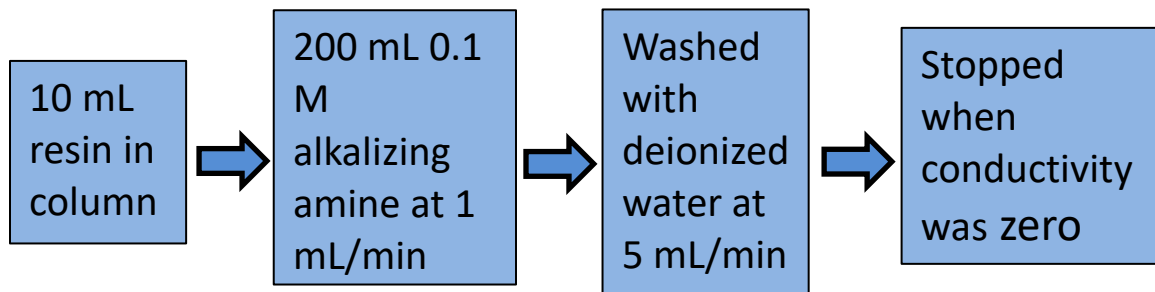 10 mL
resin in
column
200 mL 0.1
M
alkalizing
amine at 1
mL/min
Washed
with
deionized
water at
5 mL/min
Stopped
when
conductivity
was zero